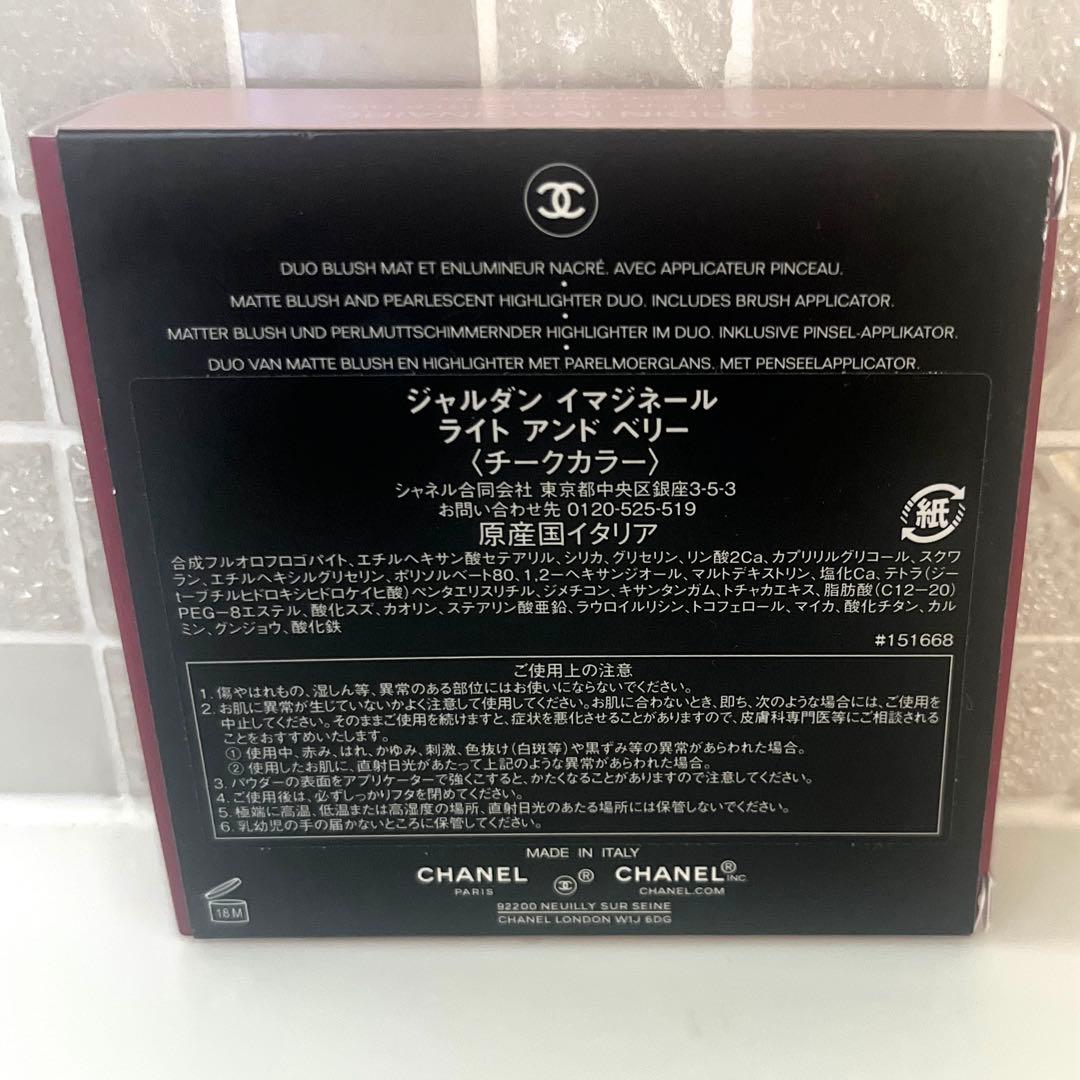 DUO BLUSH MAT ET ENLUMINEUR NACRÉ. AVEC APPLICATEUR PINCEAU.
MATTE BLUSH AND PEARLESCENT HIGHLIGHTER DUO. INCLUDES BRUSH APPLICATOR.
MATTER BLUSH UND PERLMUTTSCHIMMERNDER HIGHLIGHTER IM DUO. INKLUSIVE PINSEL-APPLIKATOR.
DUO VAN MATTE BLUSH EN HIGHLIGHTER MET PARELMOERGLANS. MET PENSEELAPPLICATOR.
ジャルダン イマジネール
ライト アンド ベリー
〈チークカラー〉
シャネル合同会社 東京都中央区銀座3-5-3
お問い合わせ先 0120-525-519
原産国イタリア
紙
合成フルオロフロゴパイト、エチルヘキサン酸セテアリル、シリカ、グリセリン、リン酸2Ca、カプリリルグリコール、スクワ
ラン、エチルヘキシルグリセリン、ポリソルベート80、1,2−ヘキサンジオール、マルトデキストリン、塩化Ca、テトラ(ジー
t−ブチルヒドロキシヒドロケイヒ酸)ペンタエリスリチル、ジメチコン、キサンタンガム、トチャカエキス、脂肪酸(C12−20)
PEG−8エステル、酸化スズ、カオリン、ステアリン酸亜鉛、ラウロイルリシン、トコフェロール、マイカ、酸化チタン、カル
ミン、グンジョウ、酸化鉄
#151668
ご使用上の注意
1. 傷やはれもの、湿しん等、異常のある部位にはお使いにならないでください。
2. お肌に異常が生じていないかよく注意して使用してください。お肌に合わないとき、即ち、次のような場合には、ご使用を
中止してください。そのままご使用を続けますと、症状を悪化させることがありますので、皮膚科専門医等にご相談される
ことをおすすめいたします。
① 使用中、赤み、はれ、かゆみ、刺激、色抜け(白斑等)や黒ずみ等の異常があらわれた場合。
② 使用したお肌に、直射日光があたって上記のような異常があらわれた場合。
3. パウダーの表面をアプリケーターで強くこすると、かたくなることがありますので注意してください。
4. ご使用後は、必ずしっかりフタを閉めてください。
5. 極端に高温、低温または高湿度の場所、直射日光のあたる場所には保管しないでください。
6. 乳幼児の手の届かないところに保管してください。
MADE IN ITALY
CHANEL ® CHANEL® INC
PARIS CHANEL.COM
92200 NEUILLY SUR SEINE
CHANEL LONDON W1J 6DG
18M